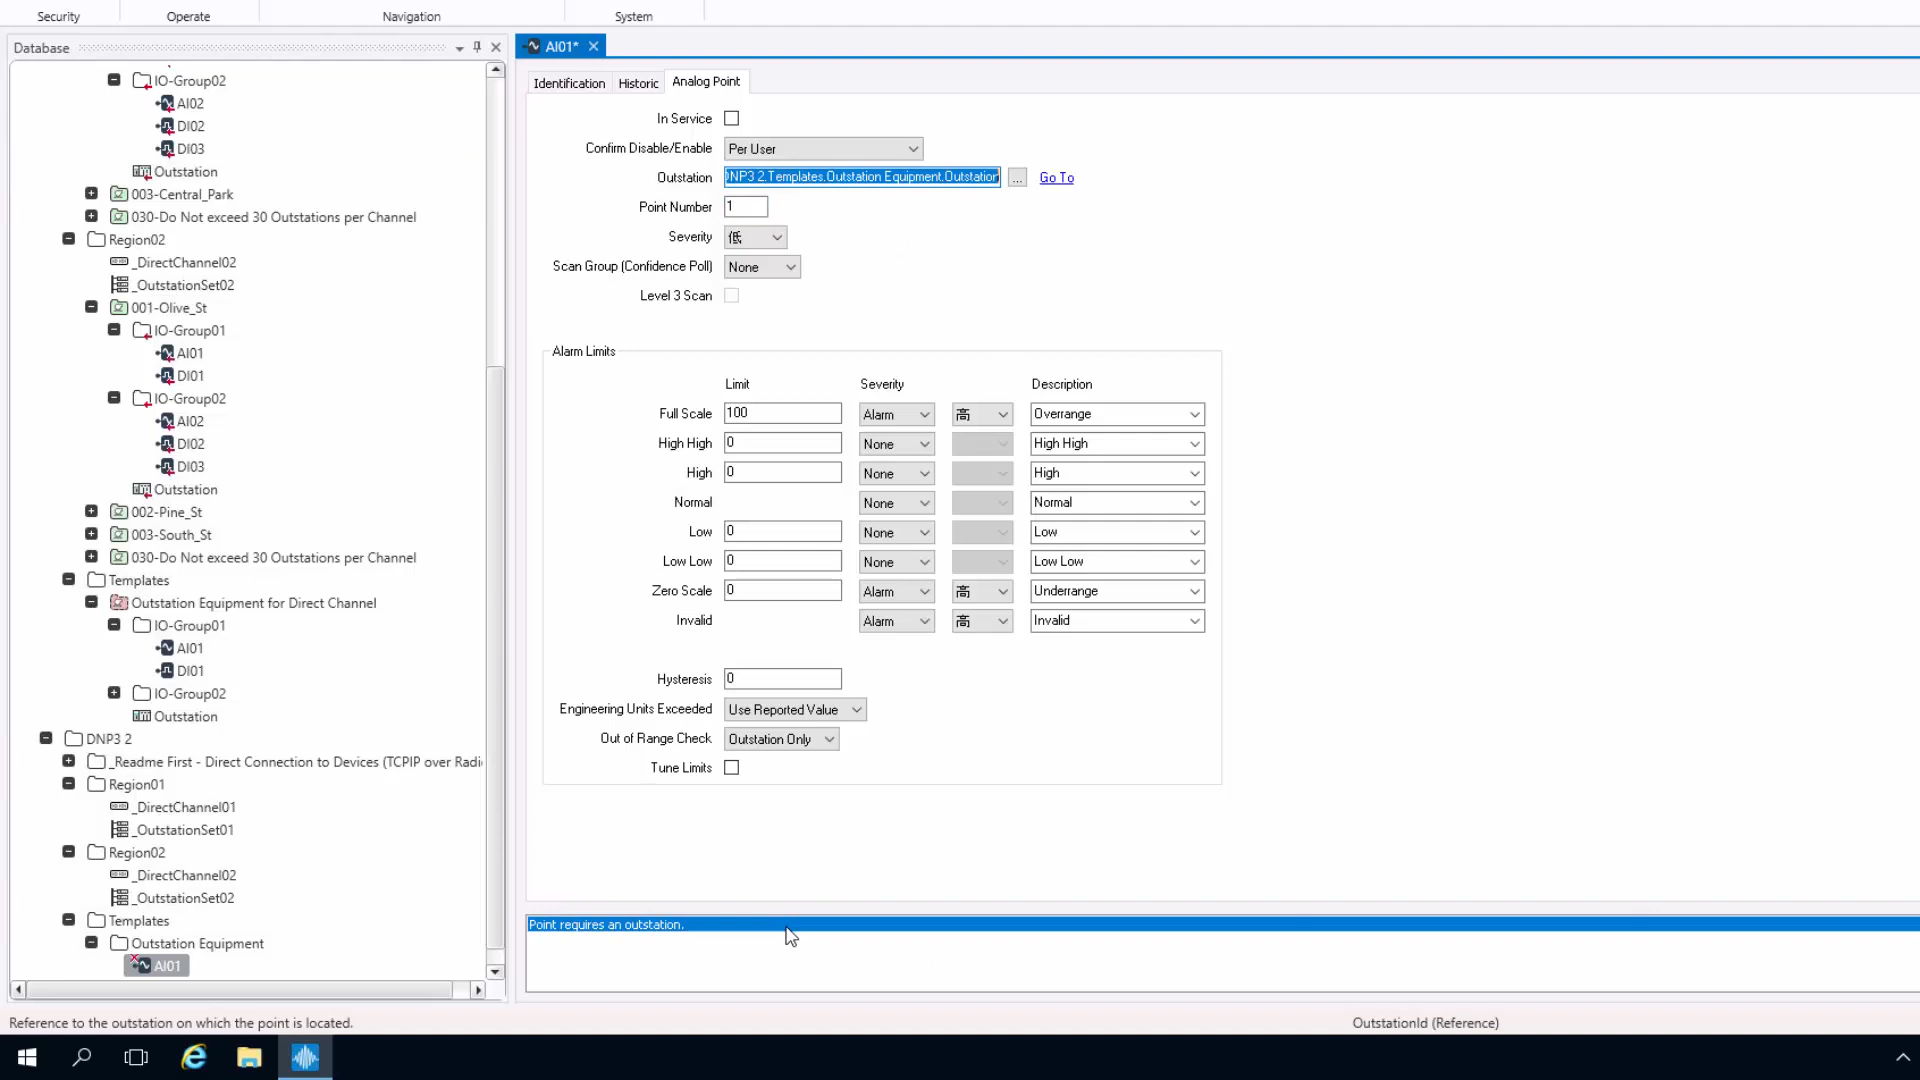 Security
Operate
Navigation
System
Database
IO-Group02
AI02
DI02
DI03
Outstation
003-Central_Park
030-Do Not exceed 30 Outstations per Channel
Region02
_DirectChannel02
_OutstationSet02
001-Olive_St
IO-Group01
AI01
DI01
IO-Group02
AI02
DI02
DI03
Outstation
002-Pine_St
003-South_St
030-Do Not exceed 30 Outstations per Channel
Templates
Outstation Equipment for Direct Channel
IO-Group01
AI01
DI01
IO-Group02
Outstation
DNP3 2
_Readme First - Direct Connection to Devices (TCPIP over Radi
Region01
_DirectChannel01
_OutstationSet01
Region02
_DirectChannel02
_OutstationSet02
Templates
Outstation Equipment
AI01
AI01*
Identification Historic Analog Point
In Service
Confirm Disable/Enable Per User
Outstation DNP3 2.Templates.Outstation Equipment.Outstation ... Go To
Point Number 1
Severity 低
Scan Group (Confidence Poll) None
Level 3 Scan
Alarm Limits
Limit Severity Description
Full Scale 100 Alarm 高 Overrange
High High 0 None High High
High 0 None High
Normal None Normal
Low 0 None Low
Low Low 0 None Low Low
Zero Scale 0 Alarm 高 Underrange
Invalid Alarm 高 Invalid
Hysteresis 0
Engineering Units Exceeded Use Reported Value
Out of Range Check Outstation Only
Tune Limits
Point requires an outstation.
Reference to the outstation on which the point is located. OutstationId (Reference)